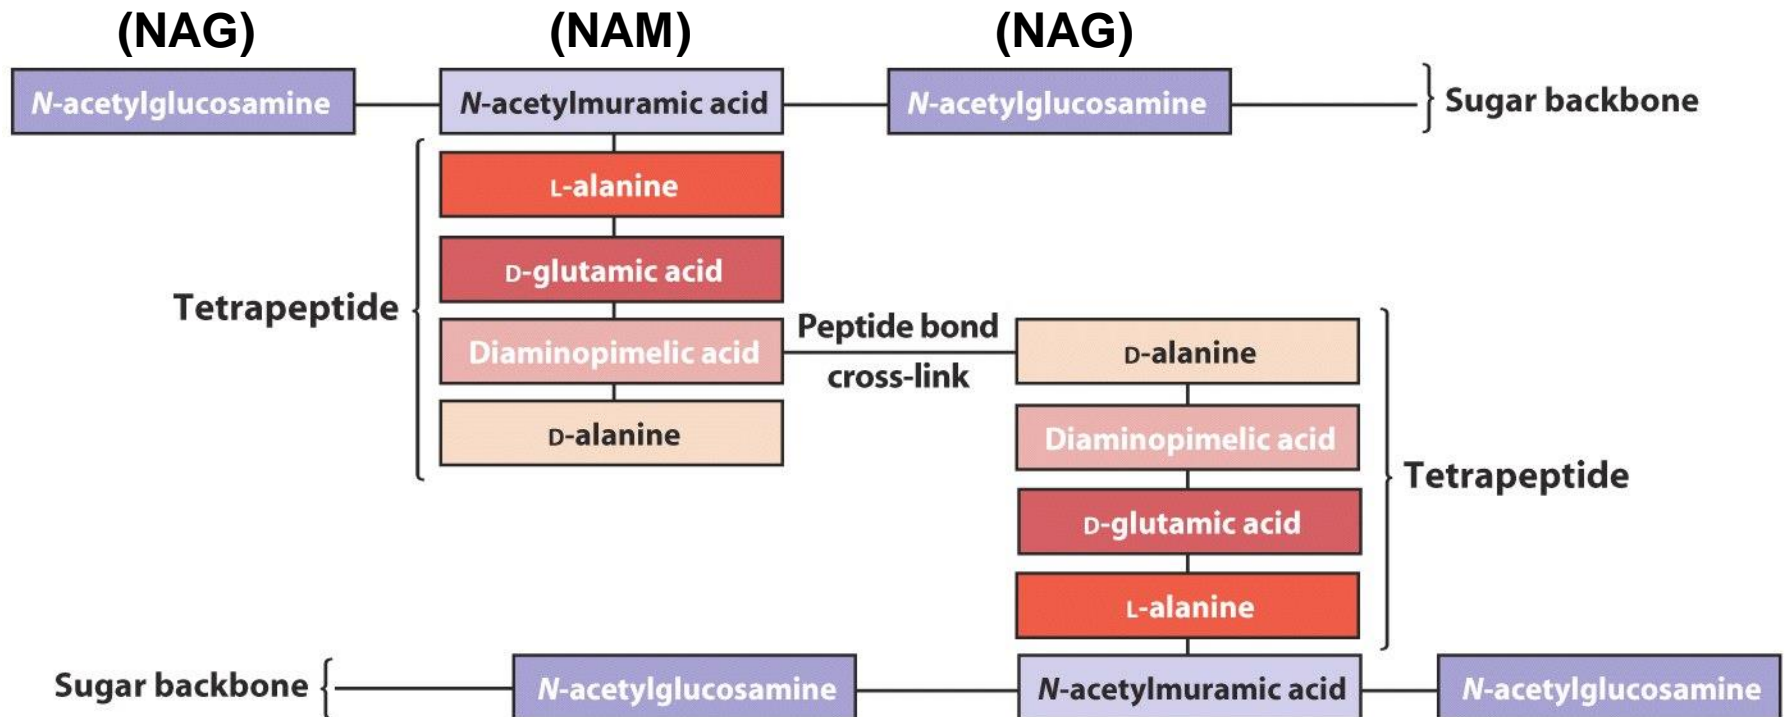 (NAG) (NAM) (NAG)
N-acetylglucosamine N-acetylmuramic acid N-acetylglucosamine Sugar backbone
L-alanine
D-glutamic acid
Tetrapeptide
Peptide bond
Diaminopimelic acid D-alanine
cross-link
D-alanine Diaminopimelic acid
Tetrapeptide
D-glutamic acid
L-alanine
Sugar backbone N-acetylglucosamine N-acetylmuramic acid N-acetylglucosamine